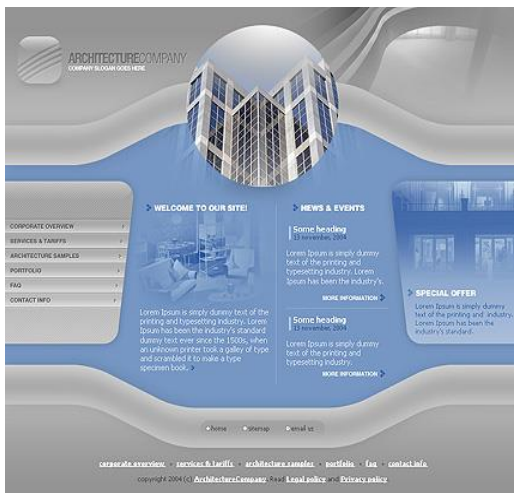 ARCHITECTURECOMPANY
COMPANY SLOGAN GOES HERE
CORPORATE OVERVIEW
SERVICES & TARIFFS
ARCHITECTURE SAMPLES
PORTFOLIO
FAQ
CONTACT INFO
WELCOME TO OUR SITE!
Lorem Ipsum is simply dummy text of the
printing and typesetting industry. Lorem
Ipsum has been the industry's standard
dummy text ever since the 1500s, when
an unknown printer took a galley of type
and scrambled it to make a type
specimen book.
NEWS & EVENTS
Some heading
13 november, 2004
Lorem Ipsum is simply dummy
text of the printing and
typesetting industry. Lorem
Ipsum has been the industry's.
MORE INFORMATION
Some heading
13 november, 2004
Lorem Ipsum is simply dummy
text of the printing and
typesetting industry.
MORE INFORMATION
SPECIAL OFFER
Lorem Ipsum is simply dummy
text of the printing and industry.
Lorem Ipsum has been the
industry's standard.
home sitemap email us
corporate overview • services & tariffs • architecture samples • portfolio • faq • contact info
copyright 2004 (c) ArchitectureCompany. Read Legal policy and Privacy policy